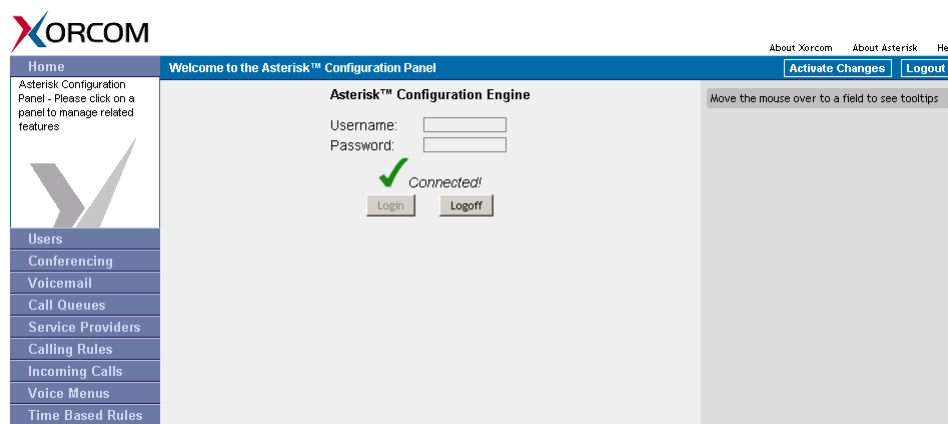 XORCOM
About Xorcom About Asterisk He
Home
Welcome to the Asterisk™ Configuration Panel
Activate Changes
Logout
Asterisk Configuration
Panel - Please click on a
panel to manage related
features
Asterisk™ Configuration Engine
Username:
Password:
Connected!
Login
Logoff
Move the mouse over to a field to see tooltips
Users
Conferencing
Voicemail
Call Queues
Service Providers
Calling Rules
Incoming Calls
Voice Menus
Time Based Rules